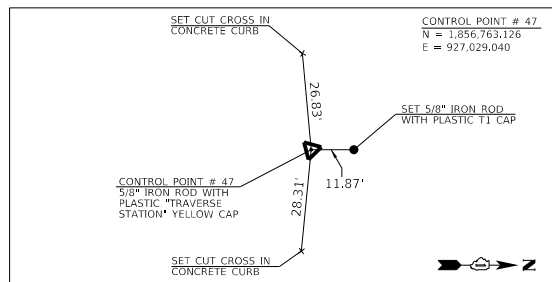 SET CUT CROSS IN
CONCRETE CURB
CONTROL POINT # 47
N = 1,856,763.126
E = 927,029.040
26.83'
SET 5/8" IRON ROD
WITH PLASTIC T1 CAP
11.87'
CONTROL POINT # 47
5/8" IRON ROD WITH
PLASTIC "TRAVERSE
STATION" YELLOW CAP
28.31'
SET CUT CROSS IN
CONCRETE CURB
N